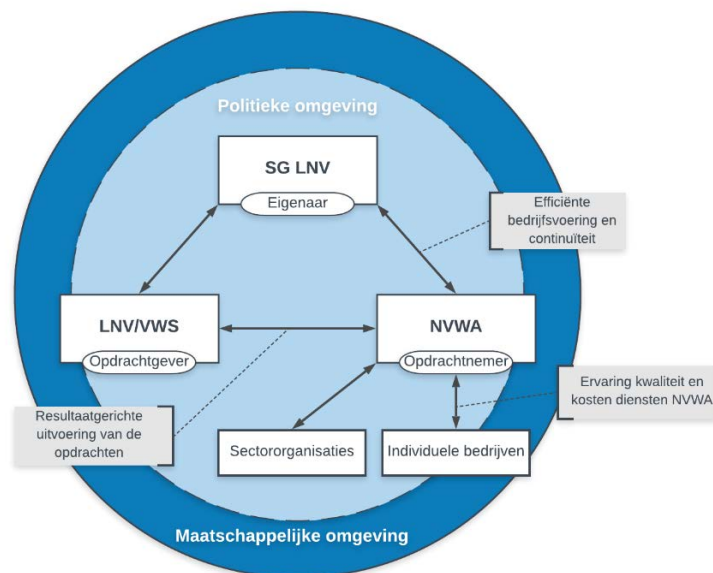 Politieke omgeving
SG LNV
Eigenaar
Efficiënte
bedrijfsvoering en
continuïteit
LNV/VWS
Opdrachtgever
NVWA
Opdrachtnemer
Ervaring kwaliteit en
kosten diensten NVWA
Resultaatgerichte
uitvoering van de
opdrachten
Sectororganisaties
Individuele bedrijven
Maatschappelijke omgeving